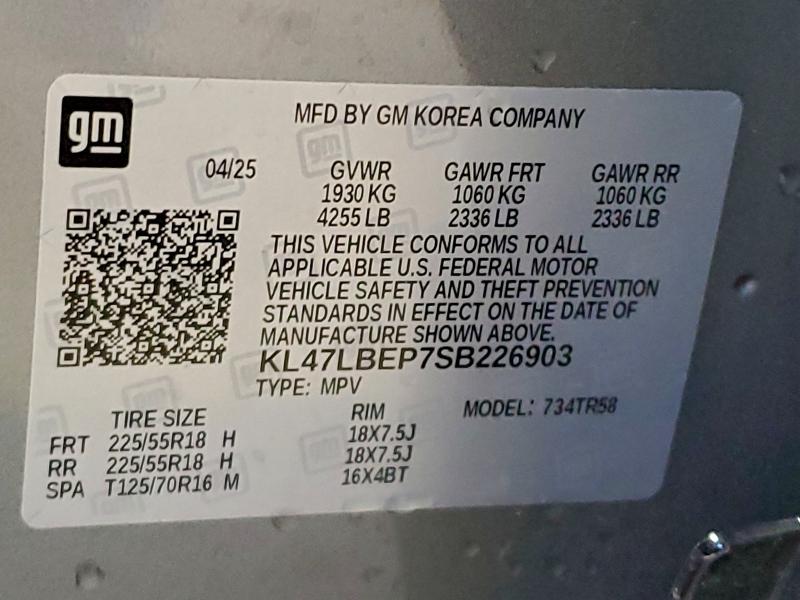 gm
MFD BY GM KOREA COMPANY
04/25 GVWR GAWR FRT GAWR RR
1930 KG 1060 KG 1060 KG
4255 LB 2336 LB 2336 LB
THIS VEHICLE CONFORMS TO ALL
APPLICABLE U.S. FEDERAL MOTOR
VEHICLE SAFETY AND THEFT PREVENTION
STANDARDS IN EFFECT ON THE DATE OF
MANUFACTURE SHOWN ABOVE.
KL47LBEP7SB226903
TYPE: MPV
TIRE SIZE RIM MODEL: 734TR58
FRT 225/55R18 H 18X7.5J
RR 225/55R18 H 18X7.5J
SPA T125/70R16 M 16X4BT